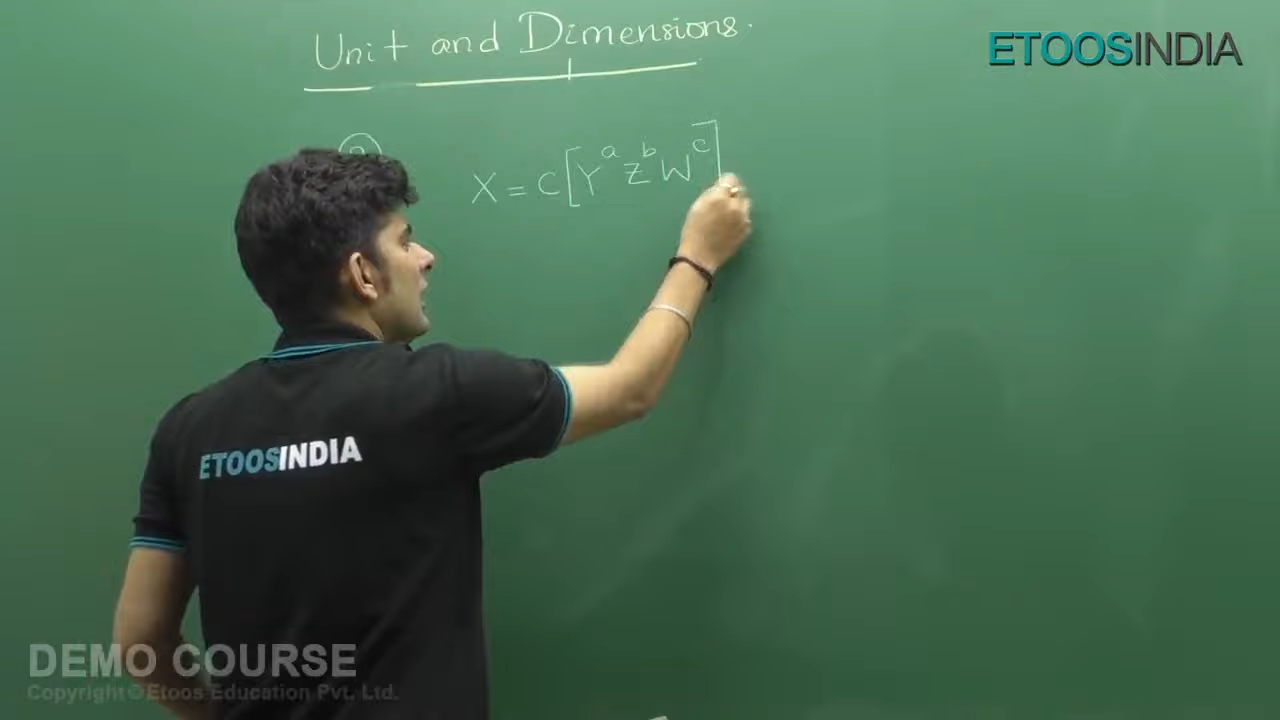 Unit and Dimensions.
ETOOSINDIA
X = C[Y^a Z^b W^c]
ETOOSINDIA
DEMO COURSE
Copyright © Etoos Education Pvt. Ltd.